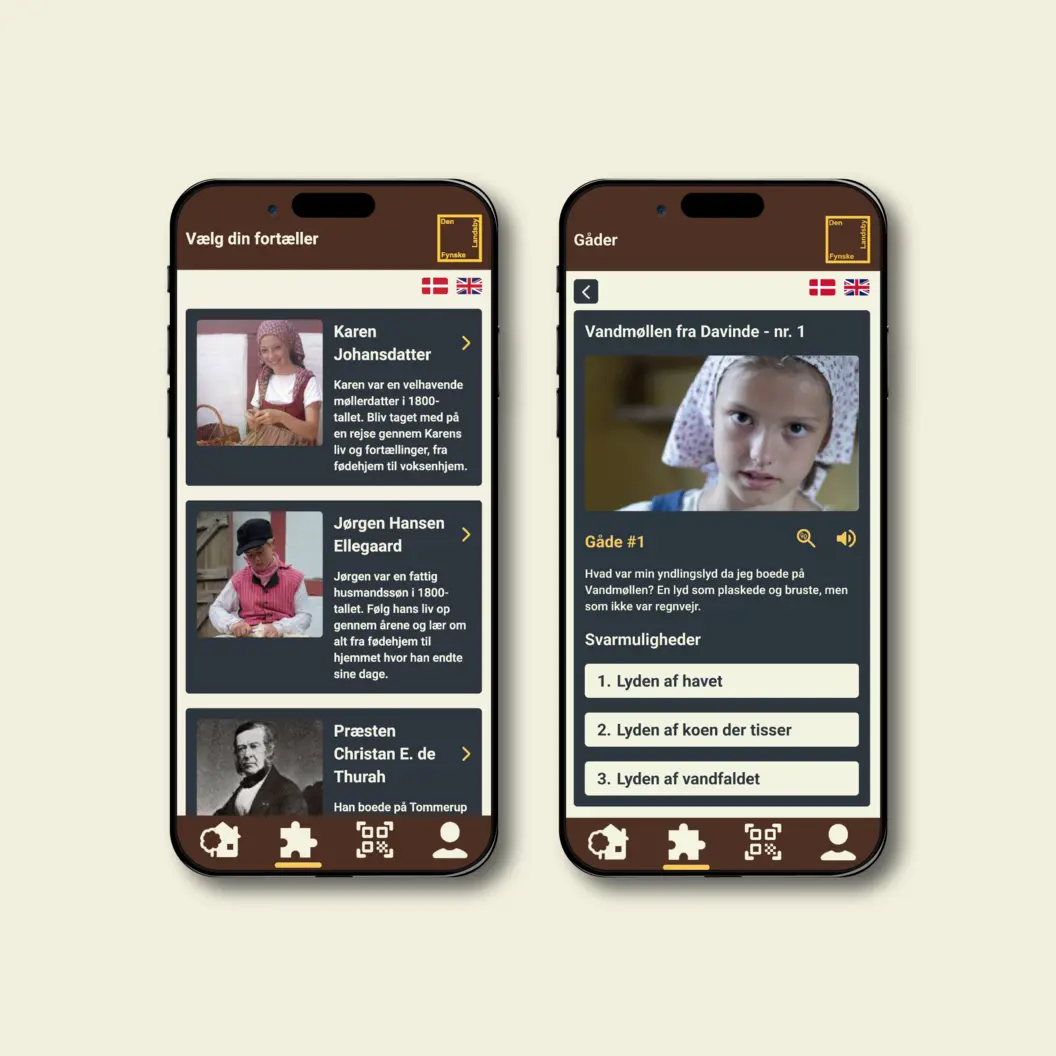 Vælg din fortæller
Den
Landsby
Fynske
Karen
Johansdatter
Karen var en velhavende
møllerdatter i 1800-
tallet. Bliv taget med på
en rejse gennem Karens
liv og fortællinger, fra
fødehjem til voksenhjem.
Jørgen Hansen
Ellegaard
Jørgen var en fattig
husmandssøn i 1800-
tallet. Følg hans liv op
gennem årene og lær om
alt fra fødehjem til
hjemmet hvor han endte
sine dage.
Præsten
Christan E. de
Thurah
Han boede på Tommerup
Gåder
Den
Landsby
Fynske
Vandmøllen fra Davinde - nr. 1
Gåde #1
Hvad var min yndlingslyd da jeg boede på
Vandmøllen? En lyd som plaskede og bruste, men
som ikke var regnvejr.
Svarmuligheder
1. Lyden af havet
2. Lyden af koen der tisser
3. Lyden af vandfaldet